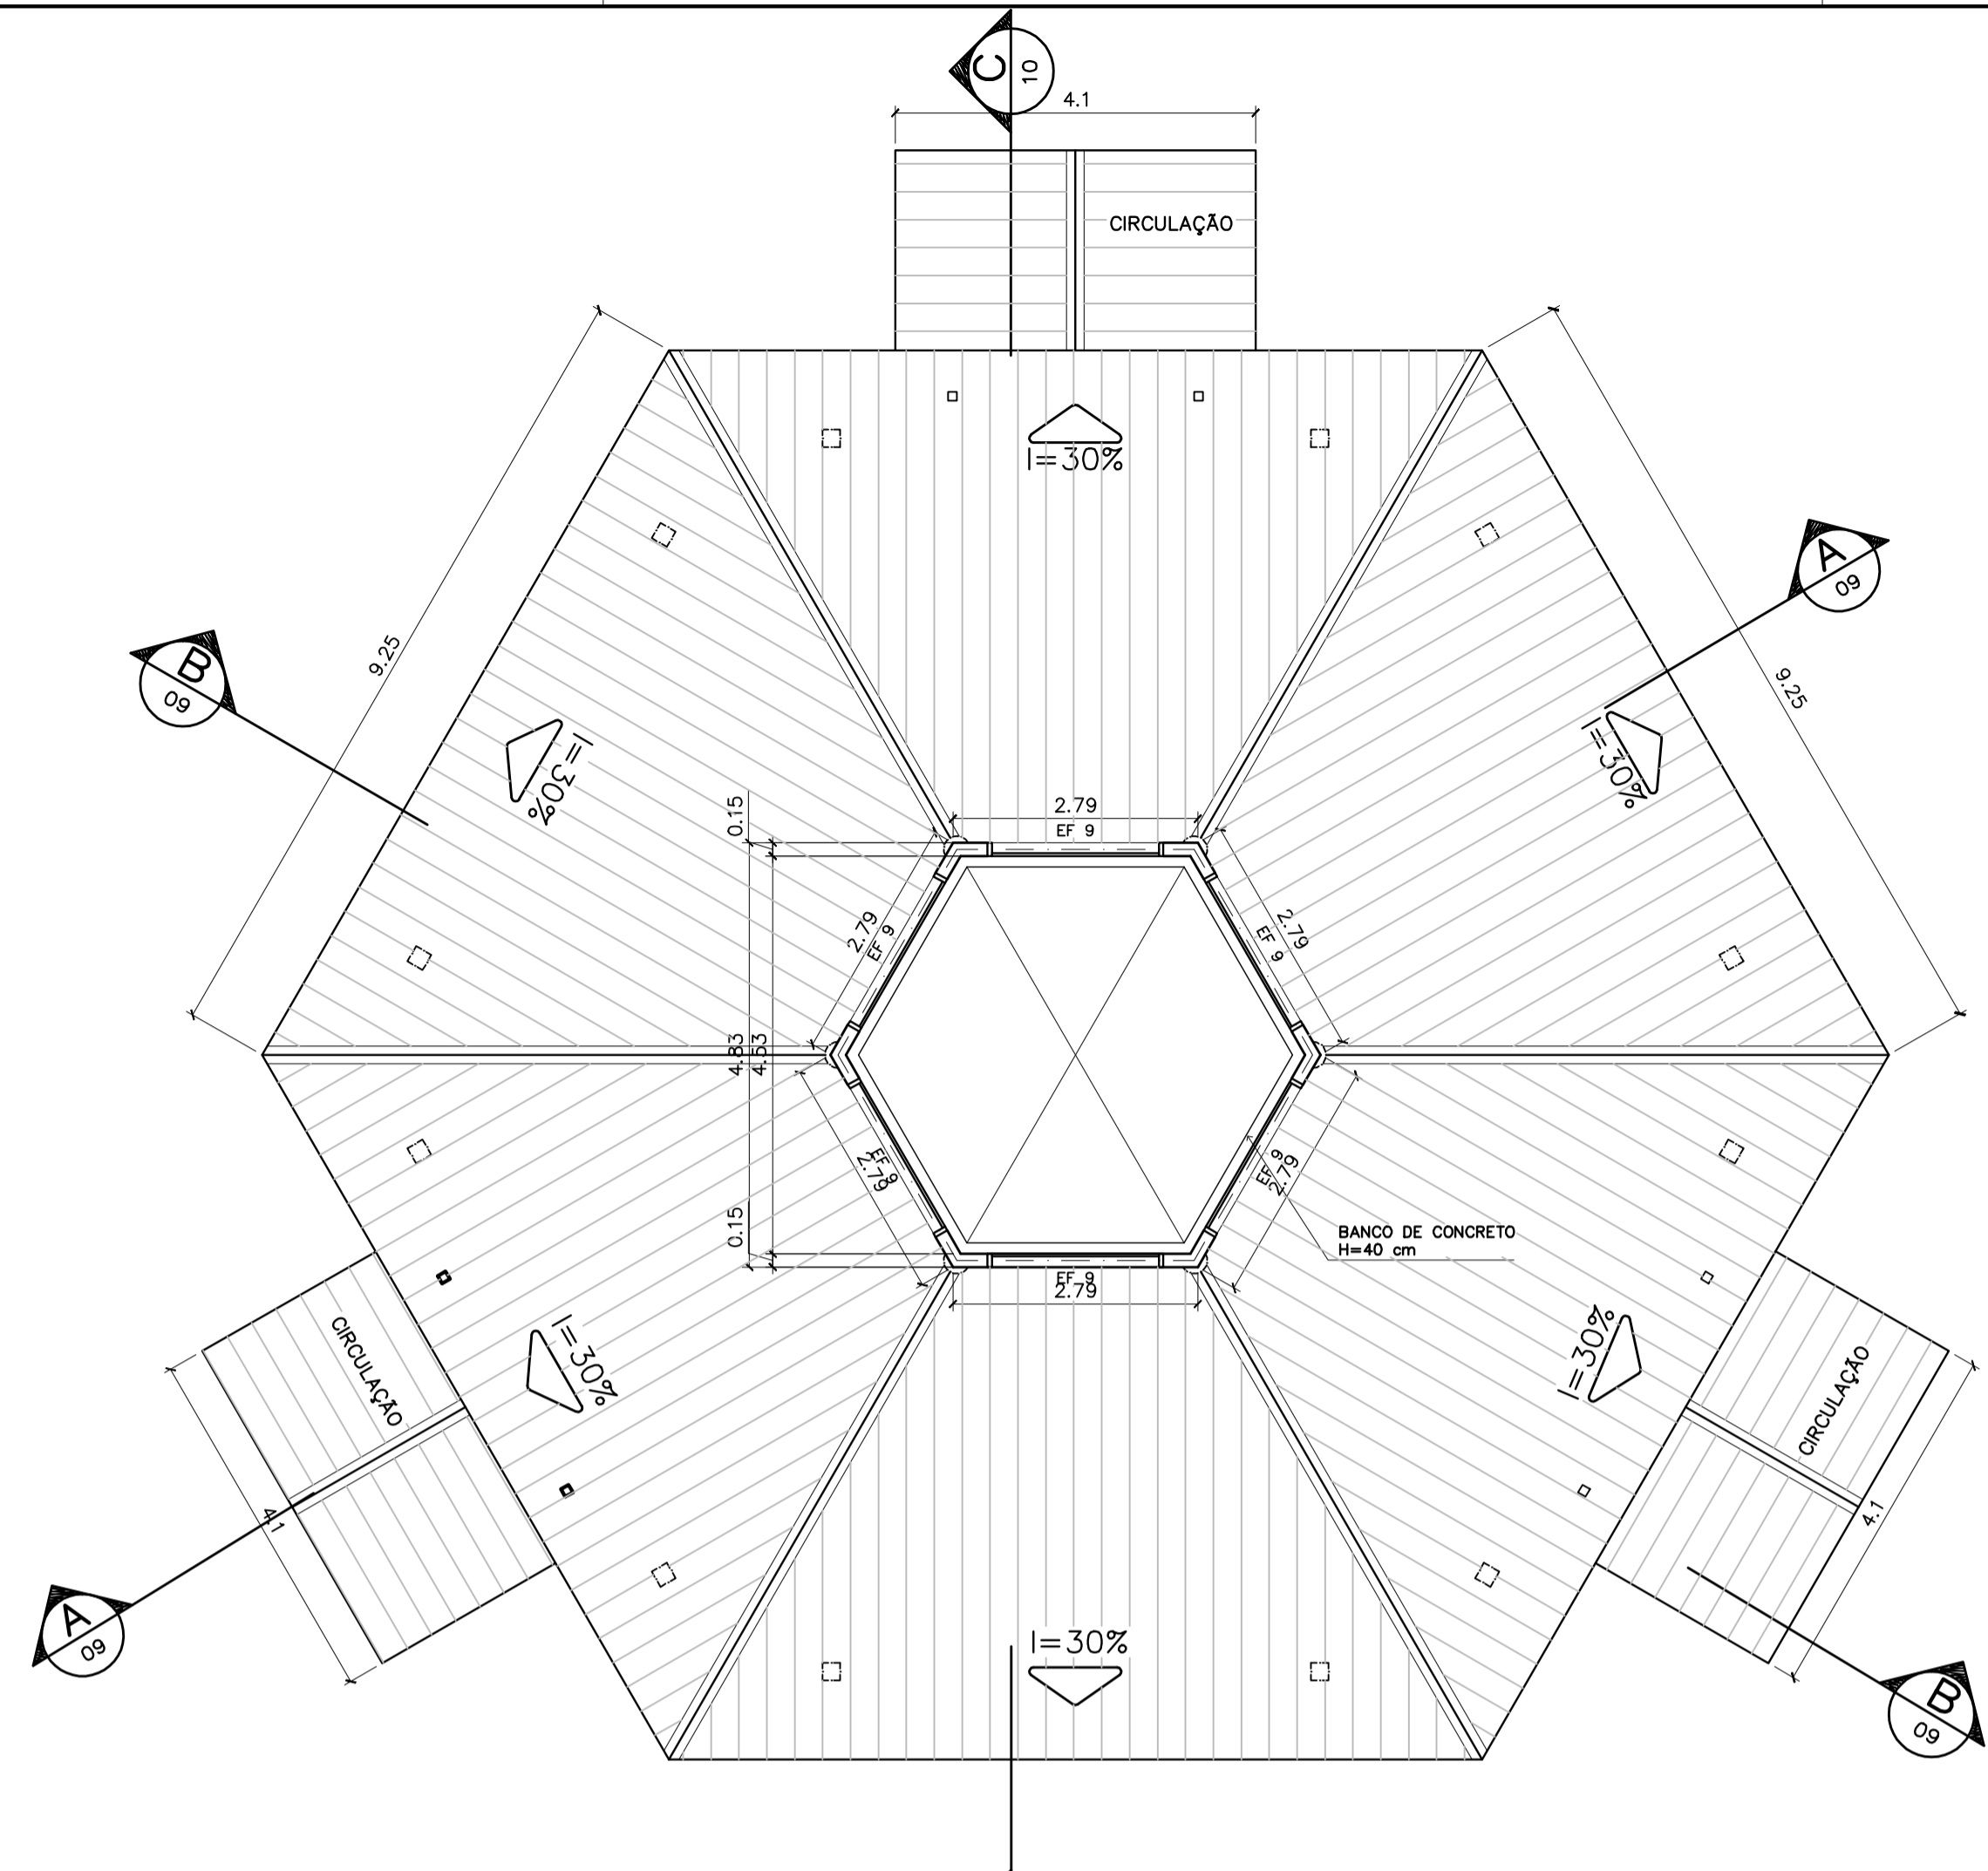 C
10
4.1
CIRCULAÇÃO
I=30%
A
09
B
09
9.25
9.25
I=30%
I=30%
0.15
2.79
EF 9
2.79
EF 9
2.79
EF 9
4.83
4.53
2.79
EF 9
2.79
EF 9
0.15
BANCO DE CONCRETO
H=40 cm
EF 9
2.79
CIRCULAÇÃO
I=30%
I=30%
CIRCULAÇÃO
4.1
4.1
A
09
I=30%
B
09